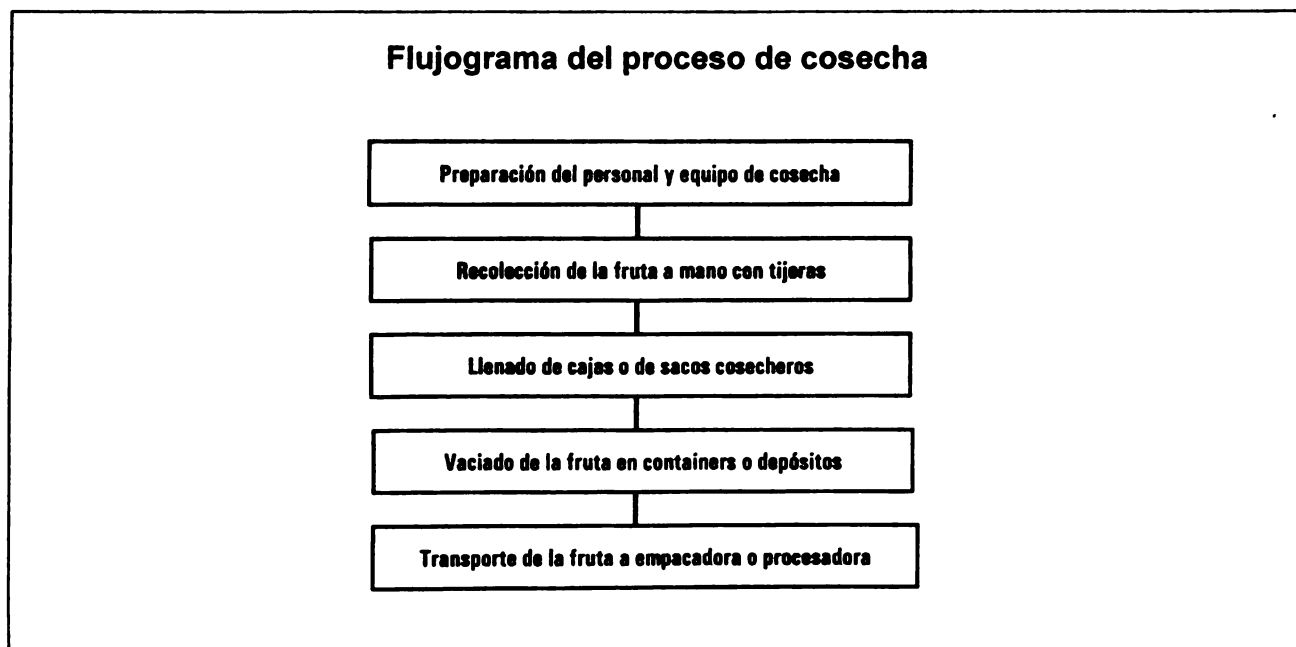 Flujograma del proceso de cosecha
Preparación del personal y equipo de cosecha
Recolección de la fruta a mano con tijeras
Llenado de cajas o de sacos cosecheros
Vaciado de la fruta en containers o depósitos
Transporte de la fruta a empacadora o procesadora